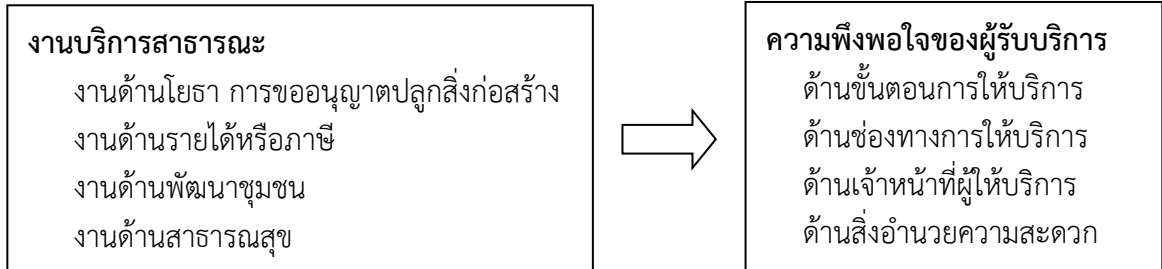 งานบริการสาธารณะ
งานด้านโยธา การขออนุญาตปลูกสิ่งก่อสร้าง
งานด้านรายได้หรือภาษี
งานด้านพัฒนาชุมชน
งานด้านสาธารณสุข
ความพึงพอใจของผู้รับบริการ
ด้านขั้นตอนการให้บริการ
ด้านช่องทางการให้บริการ
ด้านเจ้าหน้าที่ผู้ให้บริการ
ด้านสิ่งอำนวยความสะดวก